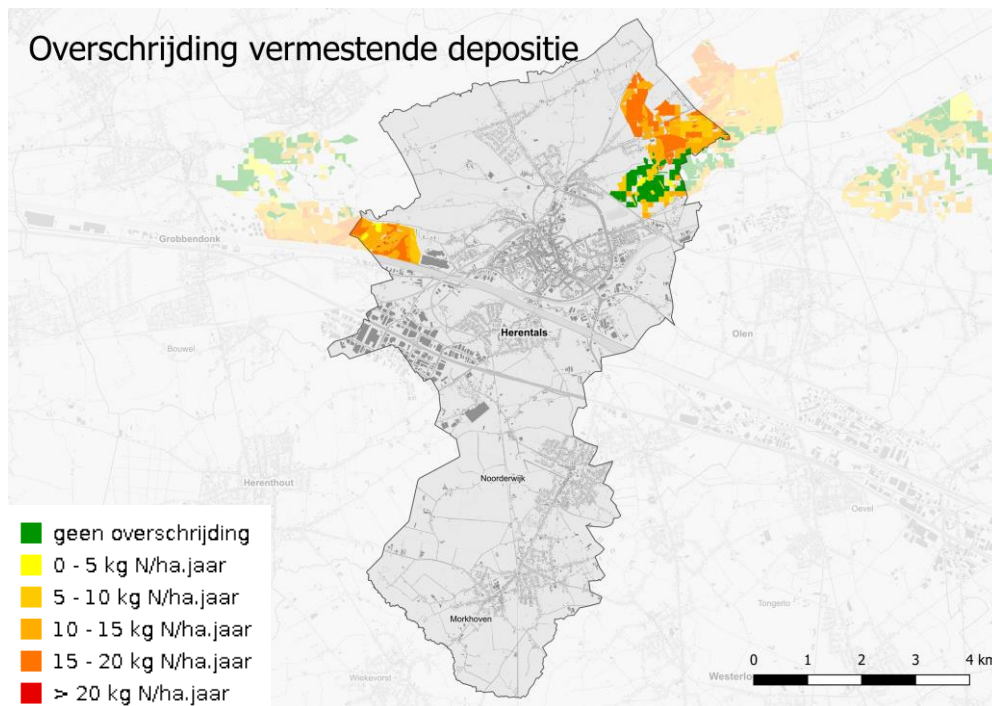 Overschrijding vermestende depositie
Grobbendonk
Bouwel
Herentals
Olen
Herenthout
Noorderwijk
Oevel
geen overschrijding
0 - 5 kg N/ha.jaar
5 - 10 kg N/ha.jaar
10 - 15 kg N/ha.jaar
15 - 20 kg N/ha.jaar
> 20 kg N/ha.jaar
Tongerlo
Morkhoven
Wiekevorst
Westerlo
0 1 2 3 4 km